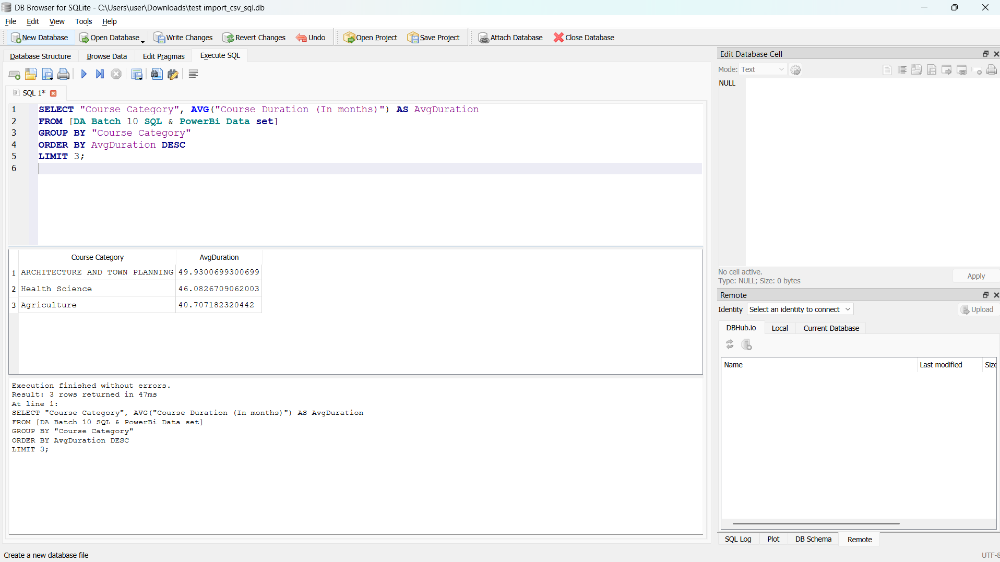 DB Browser for SQLite - C:\Users\user\Downloads\test import_csv_sql.db
File Edit View Tools Help
New Database Open Database Write Changes Revert Changes Undo Open Project Save Project Attach Database Close Database
Database Structure Browse Data Edit Pragmas Execute SQL
SQL 1*
1 SELECT "Course Category", AVG("Course Duration (In months)") AS AvgDuration
2 FROM [DA Batch 10 SQL & PowerBi Data set]
3 GROUP BY "Course Category"
4 ORDER BY AvgDuration DESC
5 LIMIT 3;
6
Course Category AvgDuration
1 ARCHITECTURE AND TOWN PLANNING 49.9300699300699
2 Health Science 46.0826709062003
3 Agriculture 40.707182320442
Execution finished without errors.
Result: 3 rows returned in 47ms
At line 1:
SELECT "Course Category", AVG("Course Duration (In months)") AS AvgDuration
FROM [DA Batch 10 SQL & PowerBi Data set]
GROUP BY "Course Category"
ORDER BY AvgDuration DESC
LIMIT 3;
Edit Database Cell
Mode: Text
NULL
No cell active.
Type: NULL; Size: 0 bytes
Apply
Remote
Identity Select an identity to connect Upload
DBHub.io Local Current Database
Name Last modified Size
SQL Log Plot DB Schema Remote
Create a new database file
UTF-8